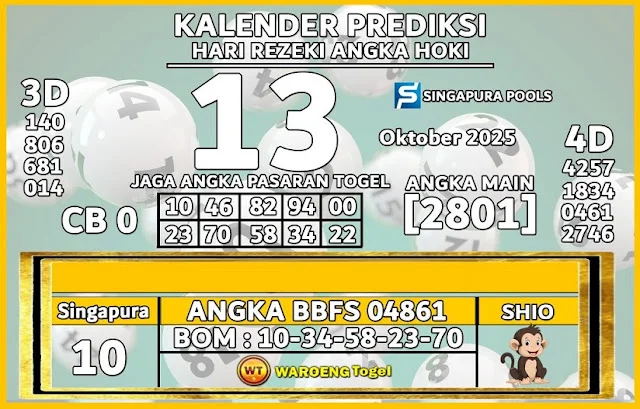 KALENDER PREDIKSI
HARI REZEKI ANGKA HOKI
13
3D
140
806
681
014
CB 0
SINGAPURA POOLS
Oktober 2025
JAGA ANGKA PASARAN TOGEL
10 46 82 94 00
23 70 58 34 22
ANGKA MAIN
[2801]
4D
4257
1834
0461
2746
Singapura
10
ANGKA BBFS 04861
BOM : 10-34-58-23-70
WT WAROENG Togel
SHIO